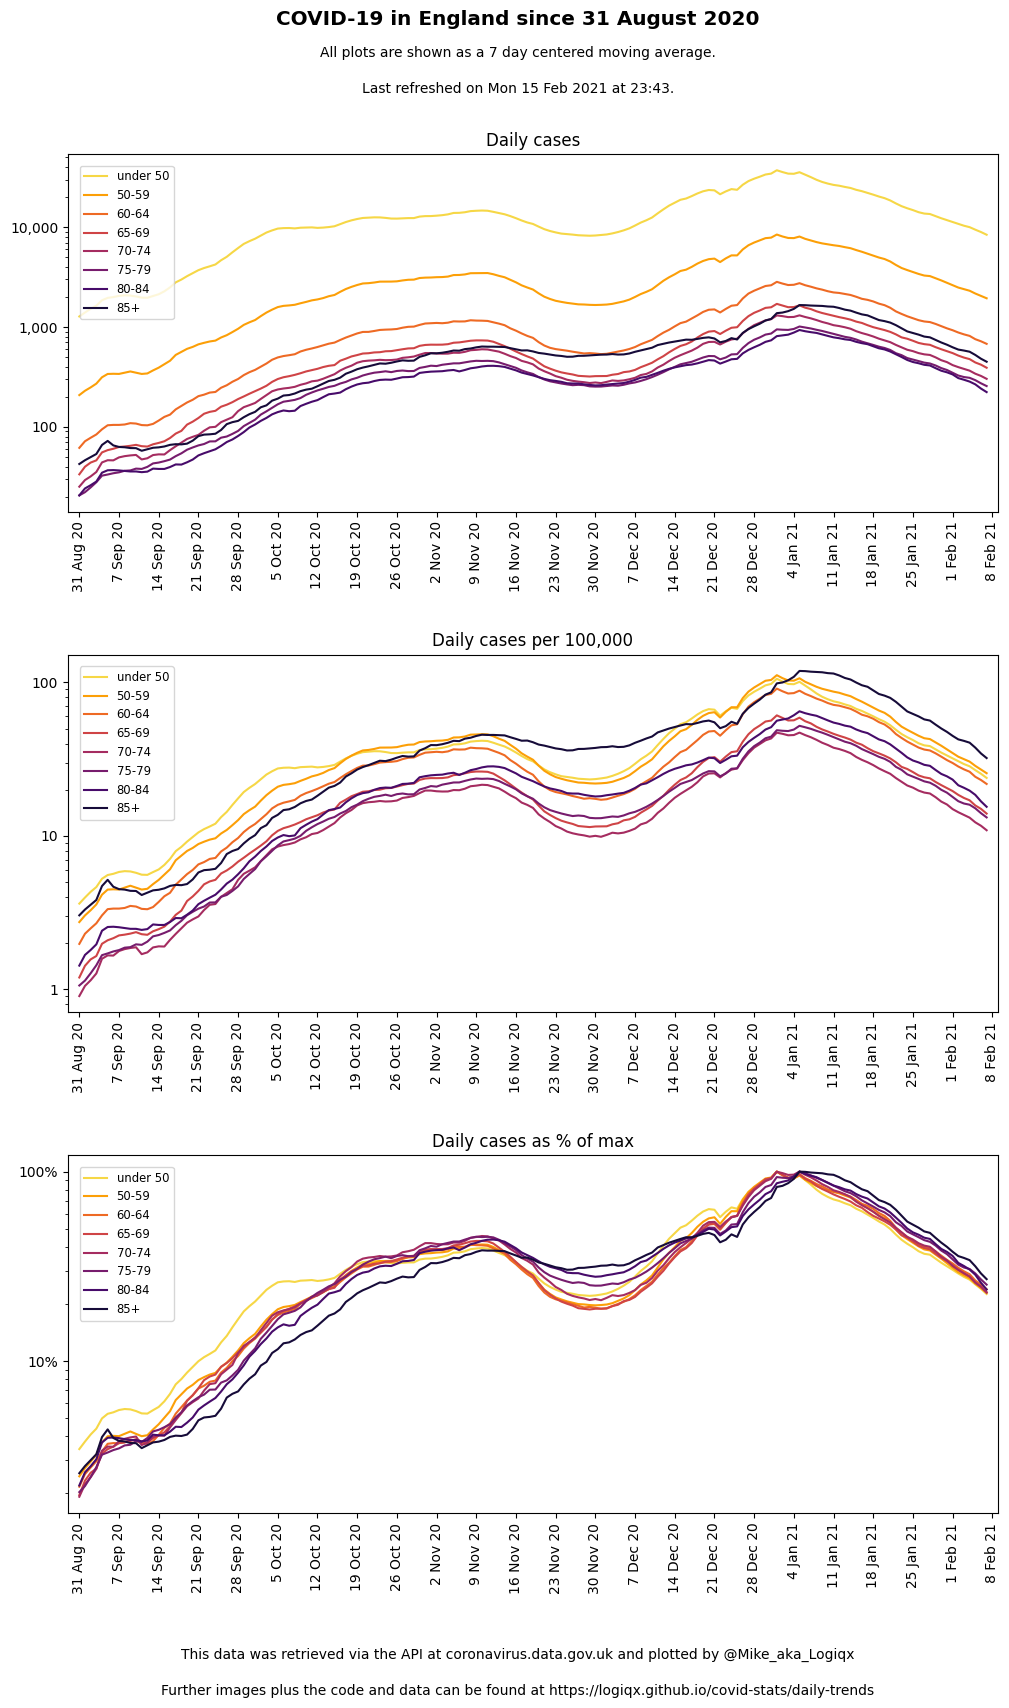 COVID-19 in England since 31 August 2020
All plots are shown as a 7 day centered moving average.
Last refreshed on Mon 15 Feb 2021 at 23:43.
Daily cases
under 50
50-59
60-64
65-69
70-74
75-79
80-84
85+
10,000
1,000
100
31 Aug 20
7 Sep 20
14 Sep 20
21 Sep 20
28 Sep 20
5 Oct 20
12 Oct 20
19 Oct 20
26 Oct 20
2 Nov 20
9 Nov 20
16 Nov 20
23 Nov 20
30 Nov 20
7 Dec 20
14 Dec 20
21 Dec 20
28 Dec 20
4 Jan 21
11 Jan 21
18 Jan 21
25 Jan 21
1 Feb 21
8 Feb 21
Daily cases per 100,000
under 50
50-59
60-64
65-69
70-74
75-79
80-84
85+
100
10
1
31 Aug 20
7 Sep 20
14 Sep 20
21 Sep 20
28 Sep 20
5 Oct 20
12 Oct 20
19 Oct 20
26 Oct 20
2 Nov 20
9 Nov 20
16 Nov 20
23 Nov 20
30 Nov 20
7 Dec 20
14 Dec 20
21 Dec 20
28 Dec 20
4 Jan 21
11 Jan 21
18 Jan 21
25 Jan 21
1 Feb 21
8 Feb 21
Daily cases as % of max
under 50
50-59
60-64
65-69
70-74
75-79
80-84
85+
100%
10%
31 Aug 20
7 Sep 20
14 Sep 20
21 Sep 20
28 Sep 20
5 Oct 20
12 Oct 20
19 Oct 20
26 Oct 20
2 Nov 20
9 Nov 20
16 Nov 20
23 Nov 20
30 Nov 20
7 Dec 20
14 Dec 20
21 Dec 20
28 Dec 20
4 Jan 21
11 Jan 21
18 Jan 21
25 Jan 21
1 Feb 21
8 Feb 21
This data was retrieved via the API at coronavirus.data.gov.uk and plotted by @Mike_aka_Logiqx
Further images plus the code and data can be found at https://logiqx.github.io/covid-stats/daily-trends